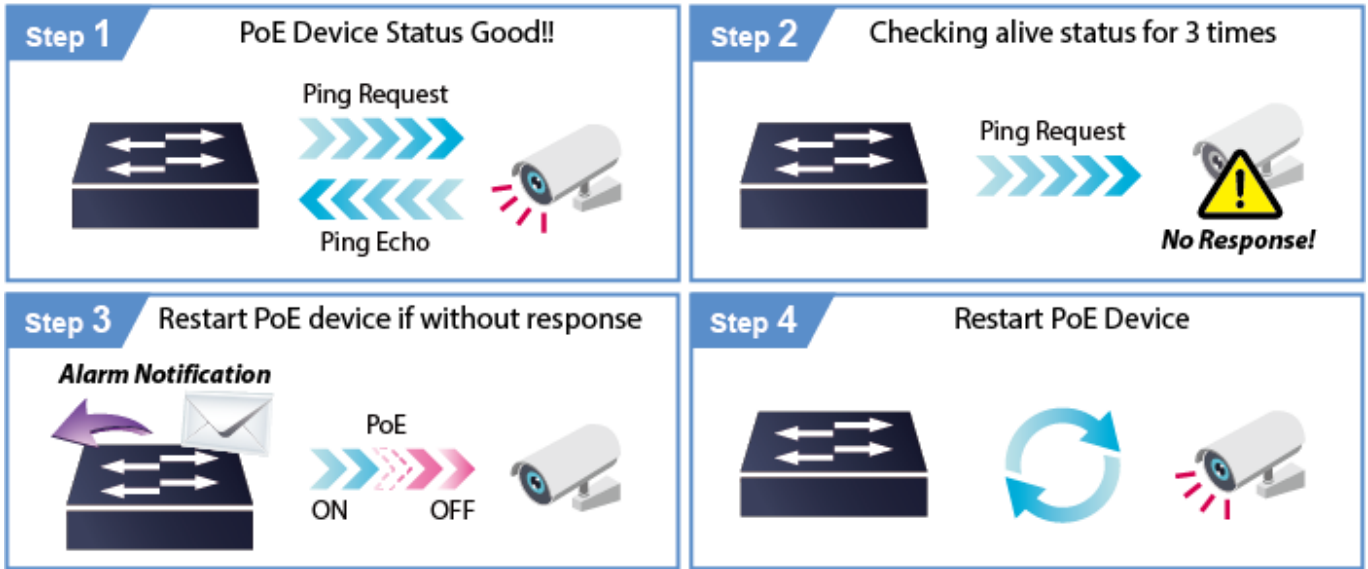 Step 1
PoE Device Status Good!!
Ping Request
Ping Echo
Step 2
Checking alive status for 3 times
Ping Request
No Response!
Step 3
Restart PoE device if without response
Alarm Notification
PoE
ON
OFF
Step 4
Restart PoE Device